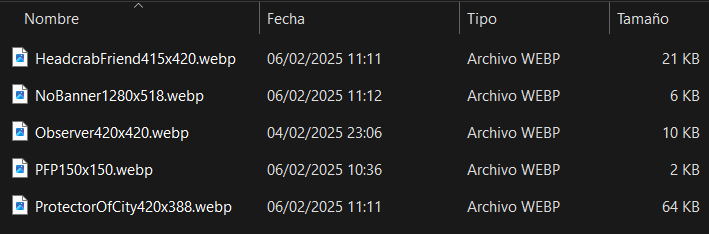 Nombre Fecha Tipo Tamaño
HeadcrabFriend415x420.webp 06/02/2025 11:11 Archivo WEBP 21 KB
NoBanner1280x518.webp 06/02/2025 11:12 Archivo WEBP 6 KB
Observer420x420.webp 04/02/2025 23:06 Archivo WEBP 10 KB
PFP150x150.webp 06/02/2025 10:36 Archivo WEBP 2 KB
ProtectorOfCity420x388.webp 06/02/2025 11:11 Archivo WEBP 64 KB